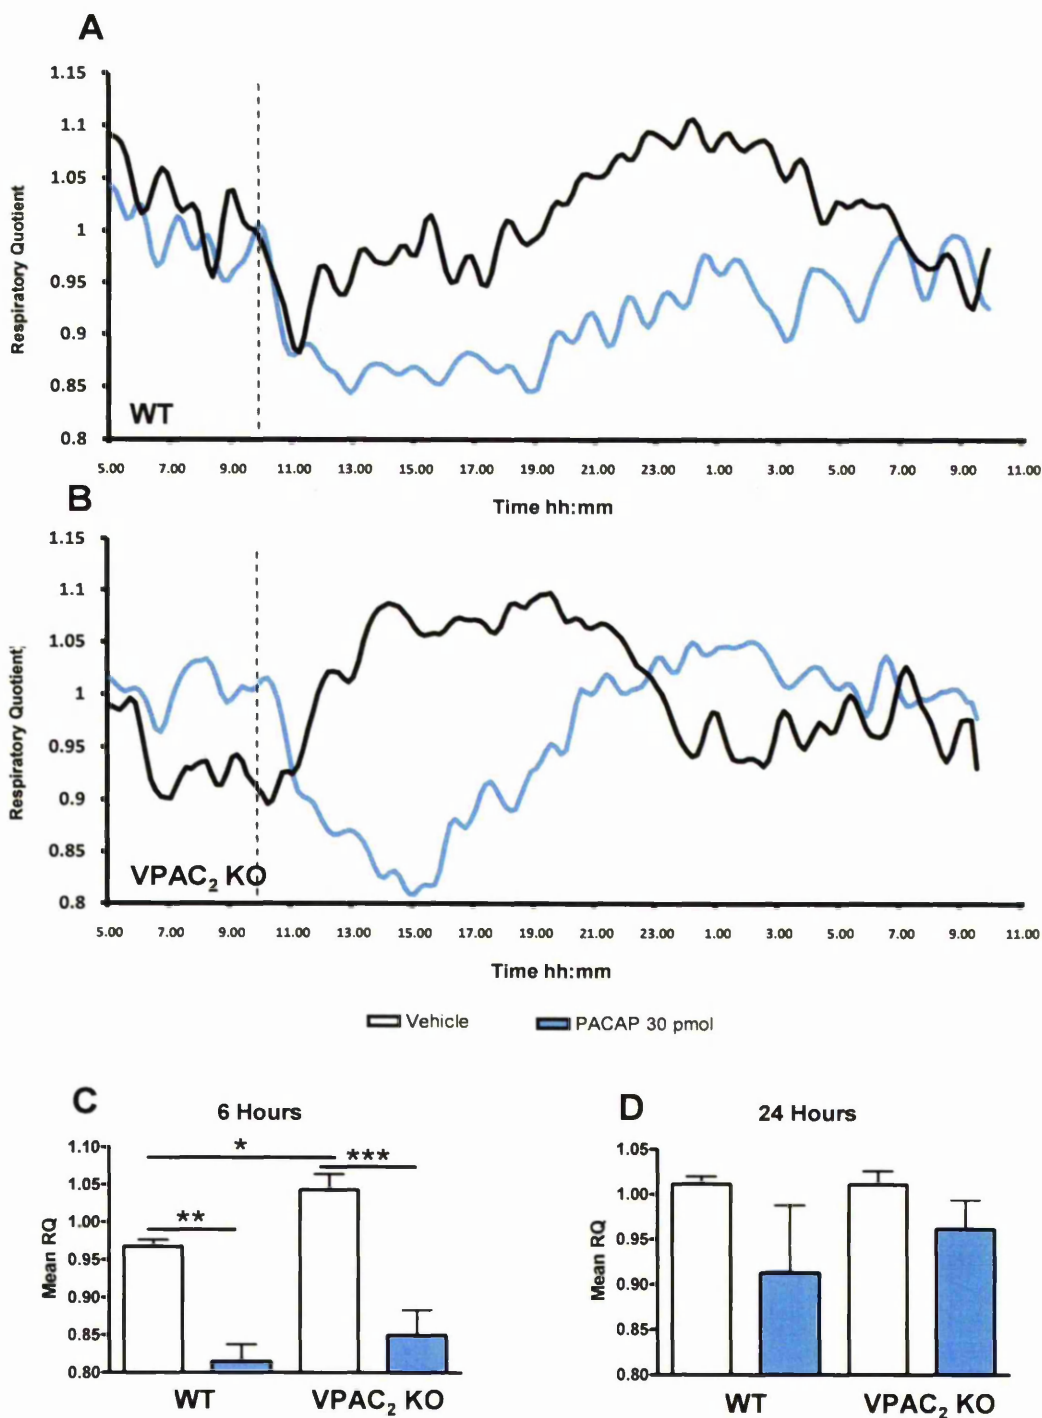 A
1.15
1.1
1.05
1
0.95
0.9
0.85
0.8
Respiratory Quotient
WT
5.00 7.00 9.00 11.00 13.00 15.00 17.00 19.00 21.00 23.00 1.00 3.00 5.00 7.00 9.00 11.00
Time hh:mm
B
1.15
1.1
1.05
1
0.95
0.9
0.85
0.8
Respiratory Quotient
VPAC₂ KO
5.00 7.00 9.00 11.00 13.00 15.00 17.00 19.00 21.00 23.00 1.00 3.00 5.00 7.00 9.00 11.00
Time hh:mm
Vehicle PACAP 30 pmol
C
6 Hours
1.10
1.05
1.00
0.95
0.90
0.85
0.80
Mean RQ
*
***
**
WT VPAC₂ KO
D
24 Hours
1.05
1.00
0.95
0.90
0.85
0.80
Mean RQ
WT VPAC₂ KO